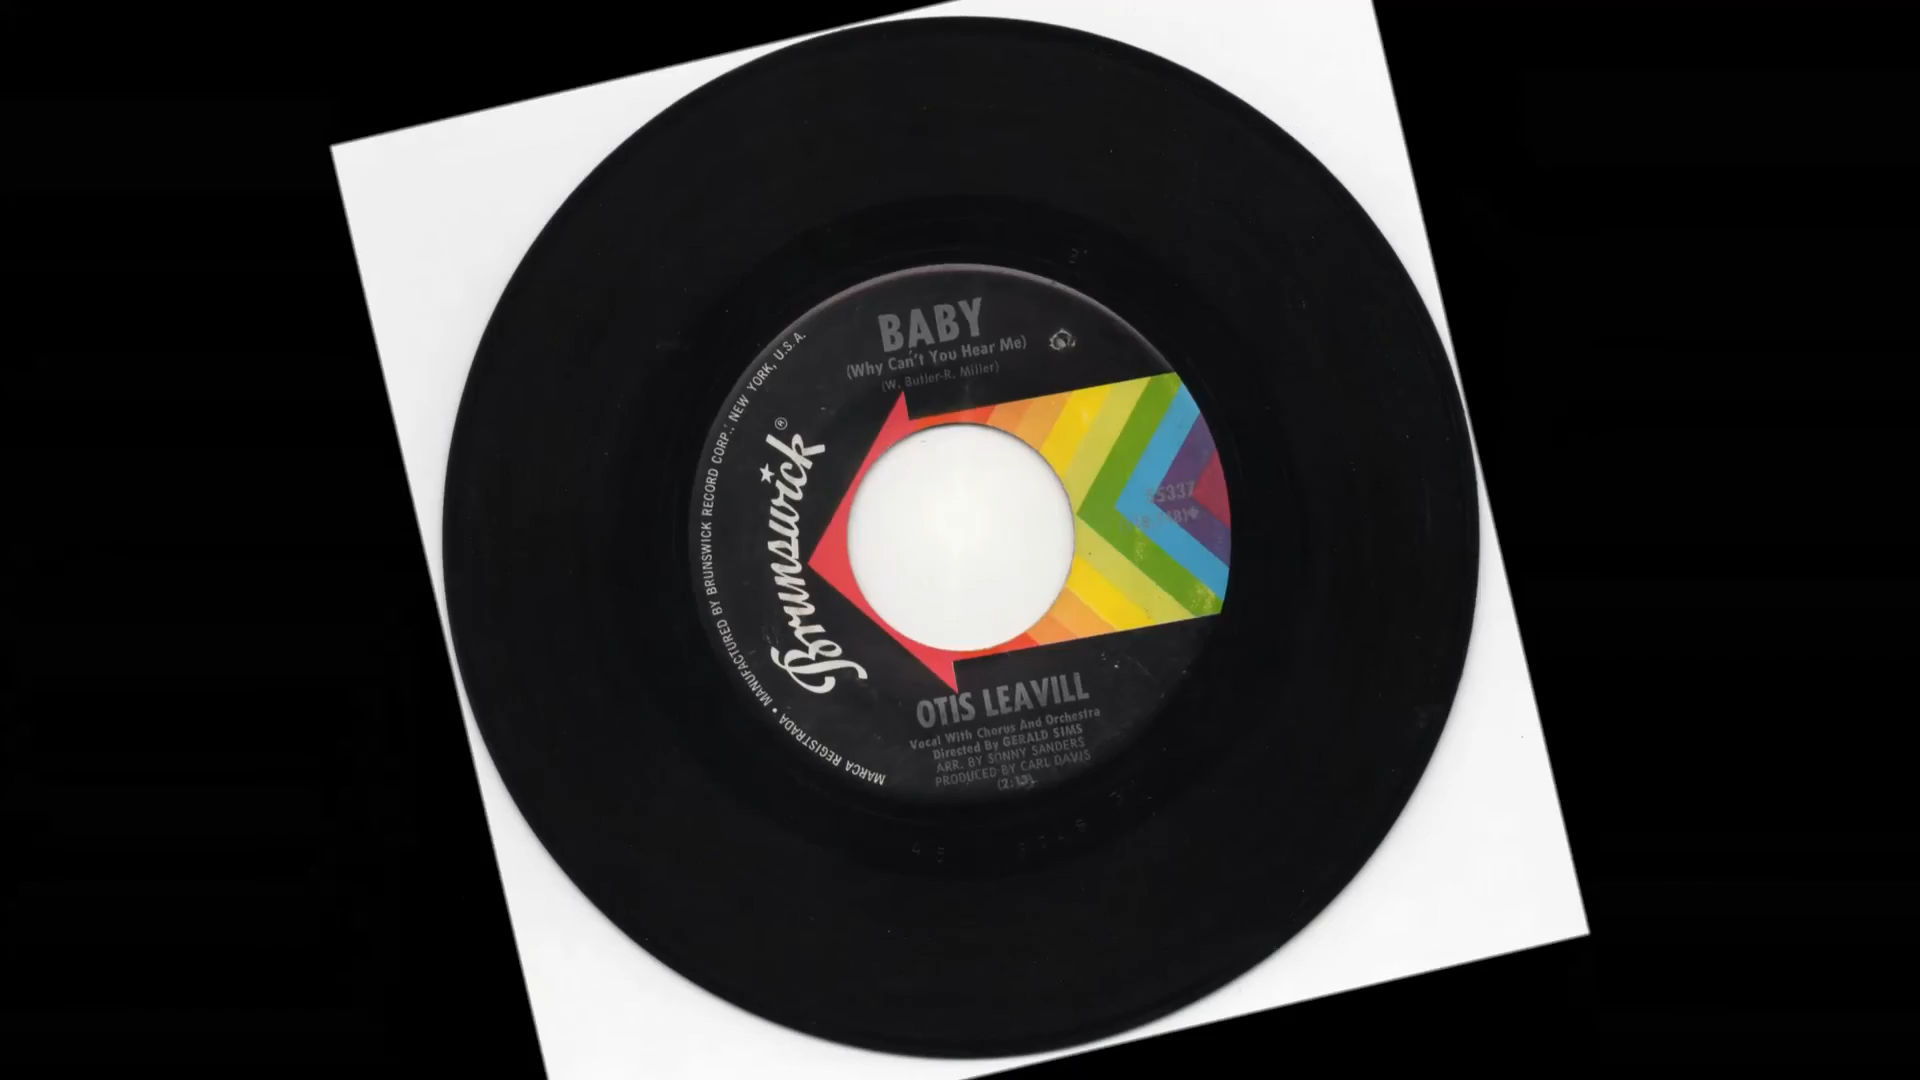 BABY
(Why Can't You Hear Me)
(W. Butler-R. Miller)
Brunswick®
MARCA REGISTRADA • MANUFACTURED BY BRUNSWICK RECORD CORP., NEW YORK, U.S.A.
OTIS LEAVILL
Vocal With Chorus And Orchestra
Directed By GERALD SIMS
ARR. BY SONNY SANDERS
PRODUCED BY CARL DAVIS